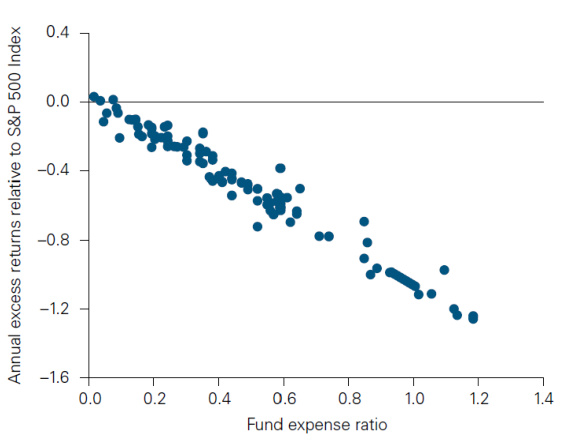 Annual excess returns relative to S&P 500 Index
0.4
0.0
–0.4
–0.8
–1.2
–1.6
0.0 0.2 0.4 0.6 0.8 1.0 1.2 1.4
Fund expense ratio